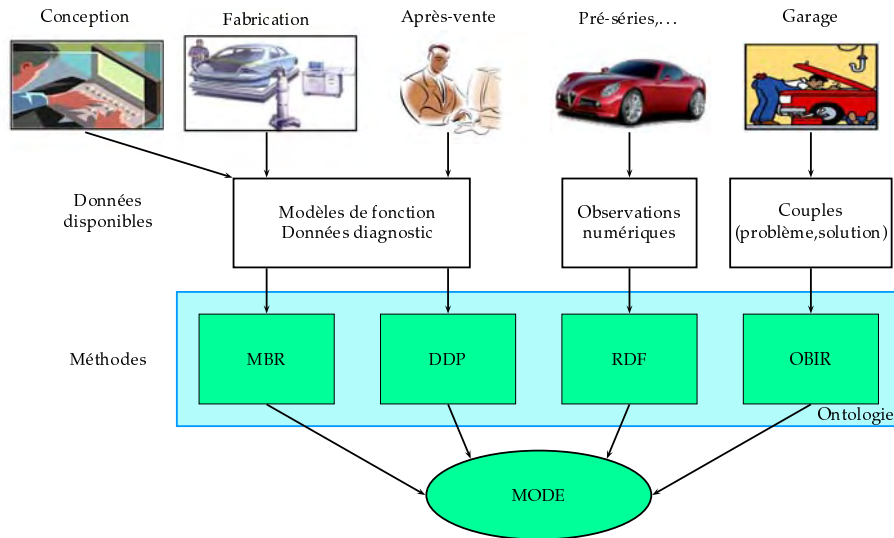 Conception
Fabrication
Après-vente
Pré-séries,...
Garage
Données
disponibles
Modèles de fonction
Données diagnostic
Observations
numériques
Couples
(problème,solution)
Méthodes
MBR
DDP
RDF
OBIR
Ontologie
MODE